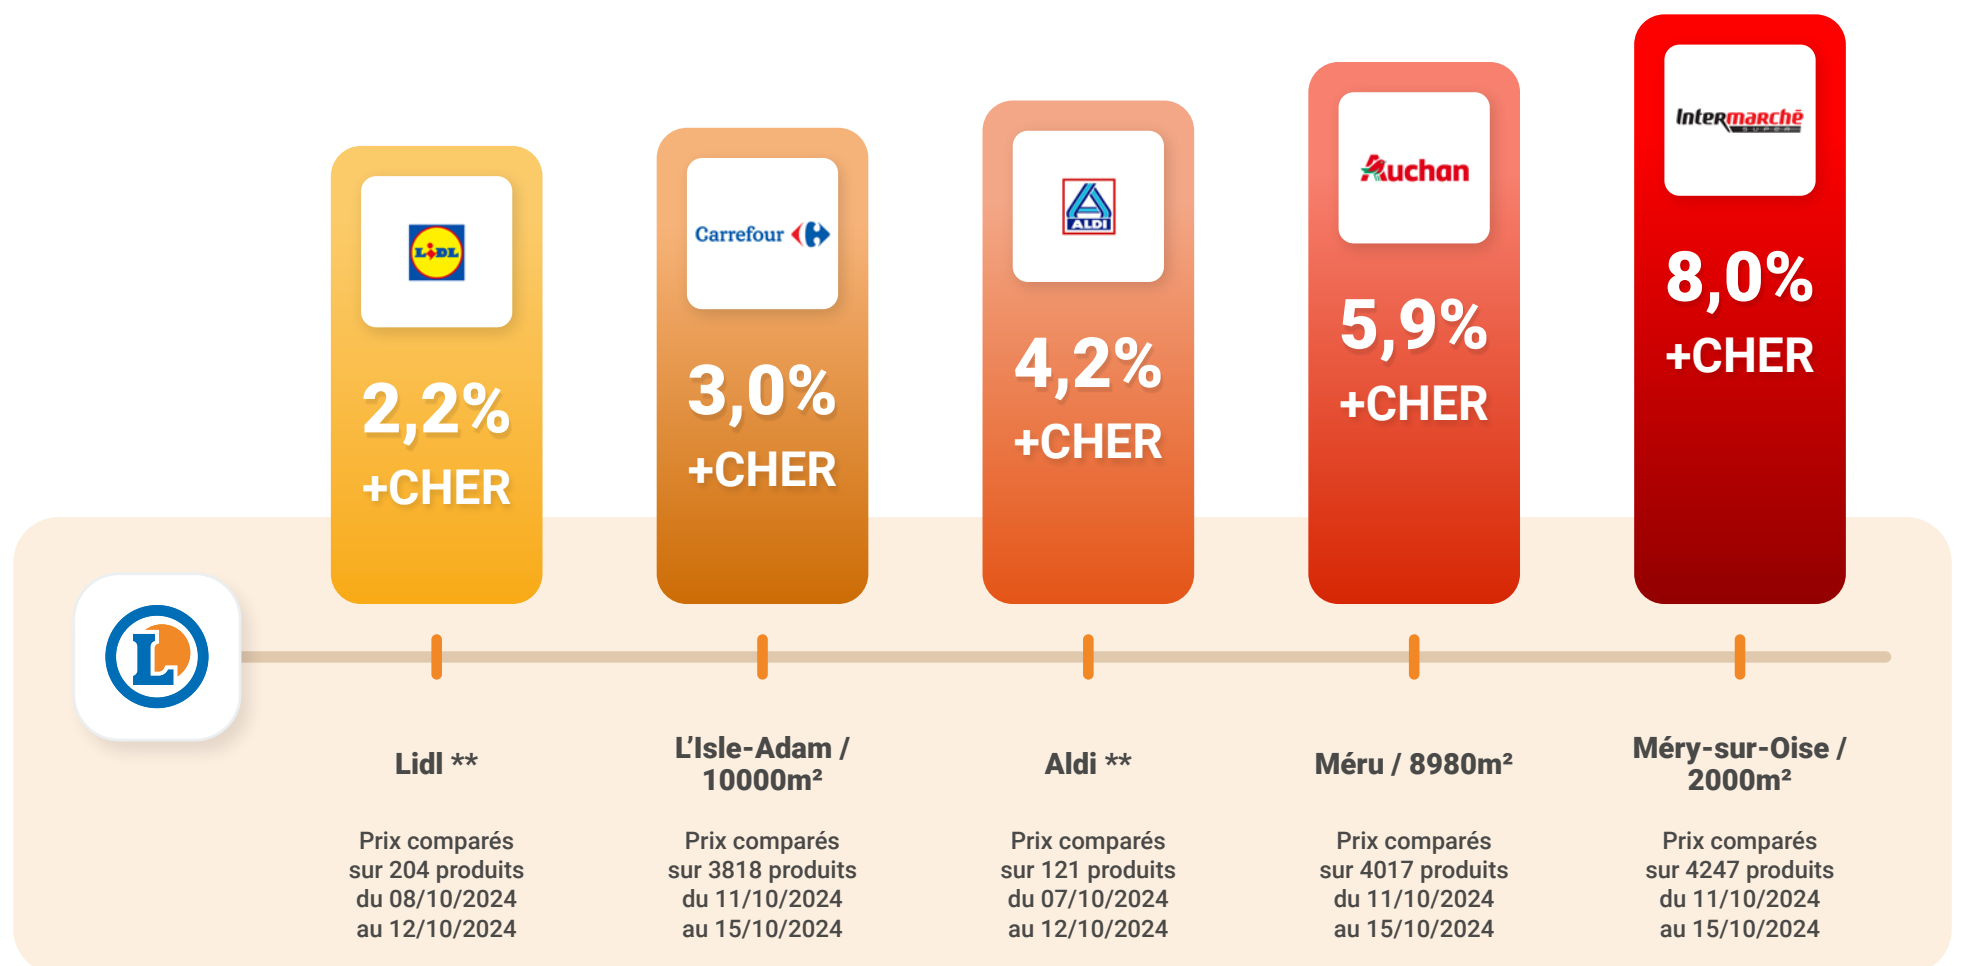 LIDL
2,2%
+CHER
Carrefour
3,0%
+CHER
ALDI
4,2%
+CHER
Auchan
5,9%
+CHER
Intermarchē
SUPER
8,0%
+CHER
L
Lidl **
Prix comparés
sur 204 produits
du 08/10/2024
au 12/10/2024
L’Isle-Adam /
10000m²
Prix comparés
sur 3818 produits
du 11/10/2024
au 15/10/2024
Aldi **
Prix comparés
sur 121 produits
du 07/10/2024
au 12/10/2024
Méru / 8980m²
Prix comparés
sur 4017 produits
du 11/10/2024
au 15/10/2024
Méry-sur-Oise /
2000m²
Prix comparés
sur 4247 produits
du 11/10/2024
au 15/10/2024